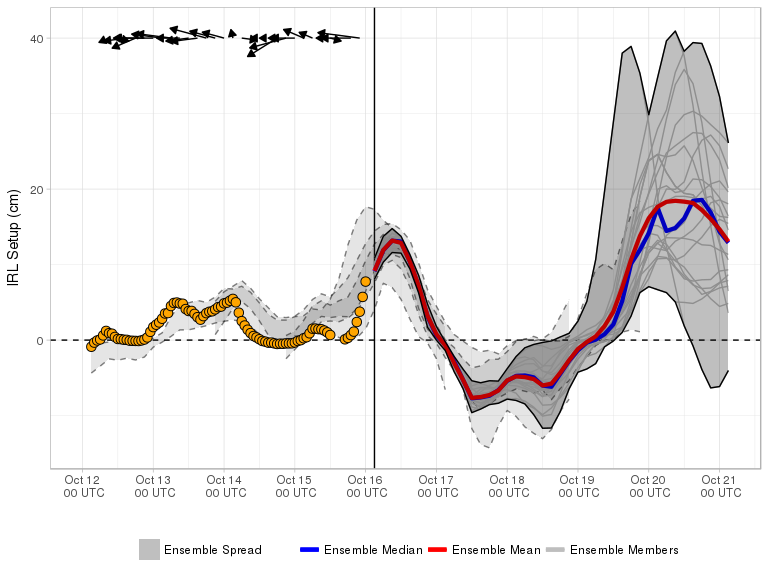 IRL Setup (cm)
40
20
0
Oct 12 Oct 13 Oct 14 Oct 15 Oct 16 Oct 17 Oct 18 Oct 19 Oct 20 Oct 21
00 UTC 00 UTC 00 UTC 00 UTC 00 UTC 00 UTC 00 UTC 00 UTC 00 UTC 00 UTC
Ensemble Spread Ensemble Median Ensemble Mean Ensemble Members